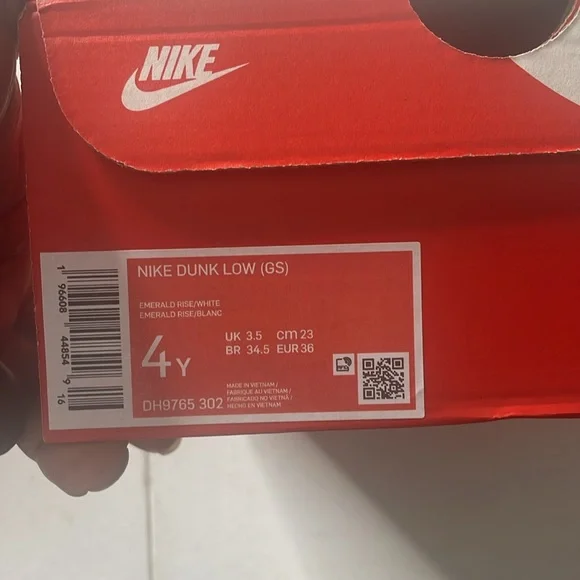 NIKE
NIKE DUNK LOW (GS)
EMERALD RISE/WHITE
EMERALD RISE/BLANC
4Y
UK 3.5 cm 23
BR 34.5 EUR 36
DH9765 302
MADE IN VIETNAM /
FABRIQUE AU VIETNAM /
FABRICADO NO VIETNÃ /
HECHO EN VIETNAM
1 96608 44854 9 16